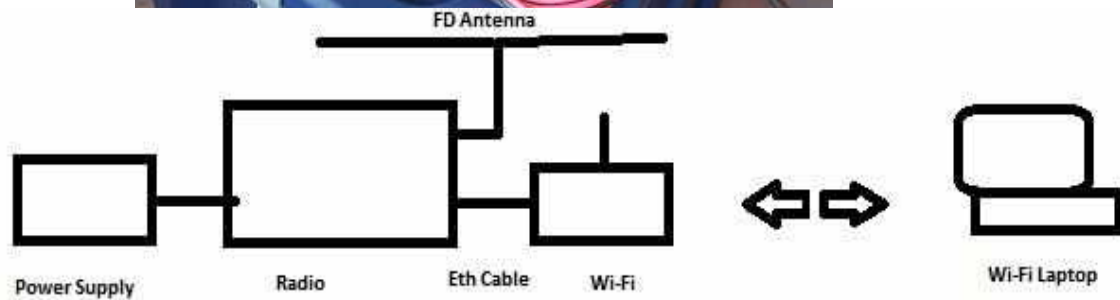 FD Antenna
Power Supply
Radio
Eth Cable
Wi-Fi
Wi-Fi Laptop